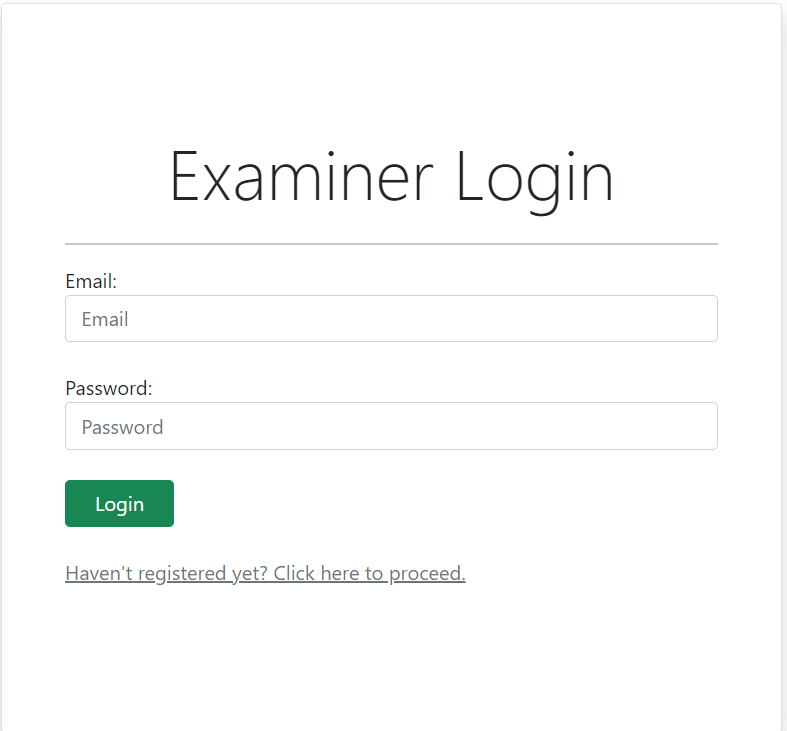 Examiner Login
Email:
Email
Password:
Password
Login
Haven't registered yet? Click here to proceed.